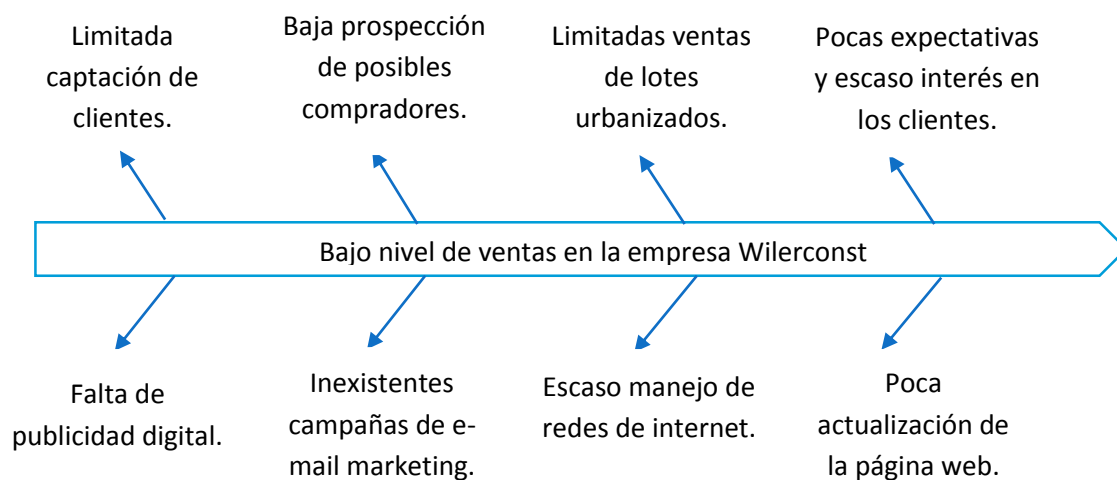 Limitada
captación de
clientes.
Baja prospección
de posibles
compradores.
Limitadas ventas
de lotes
urbanizados.
Pocas expectativas
y escaso interés en
los clientes.
Bajo nivel de ventas en la empresa Wilerconst
Falta de
publicidad digital.
Inexistentes
campañas de e-
mail marketing.
Escaso manejo de
redes de internet.
Poca
actualización de
la página web.